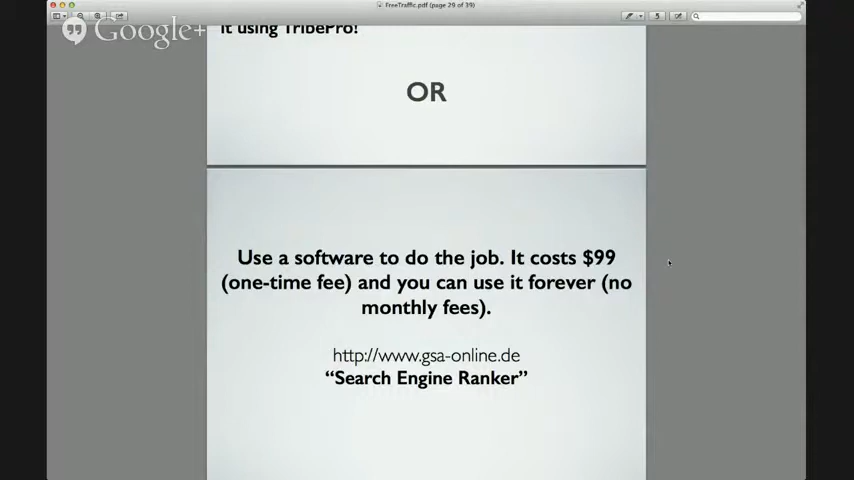 FreeTraffic.pdf (page 29 of 39)
Google+
it using TribePro!
OR
Use a software to do the job. It costs $99
(one-time fee) and you can use it forever (no
monthly fees).
http://www.gsa-online.de
“Search Engine Ranker”